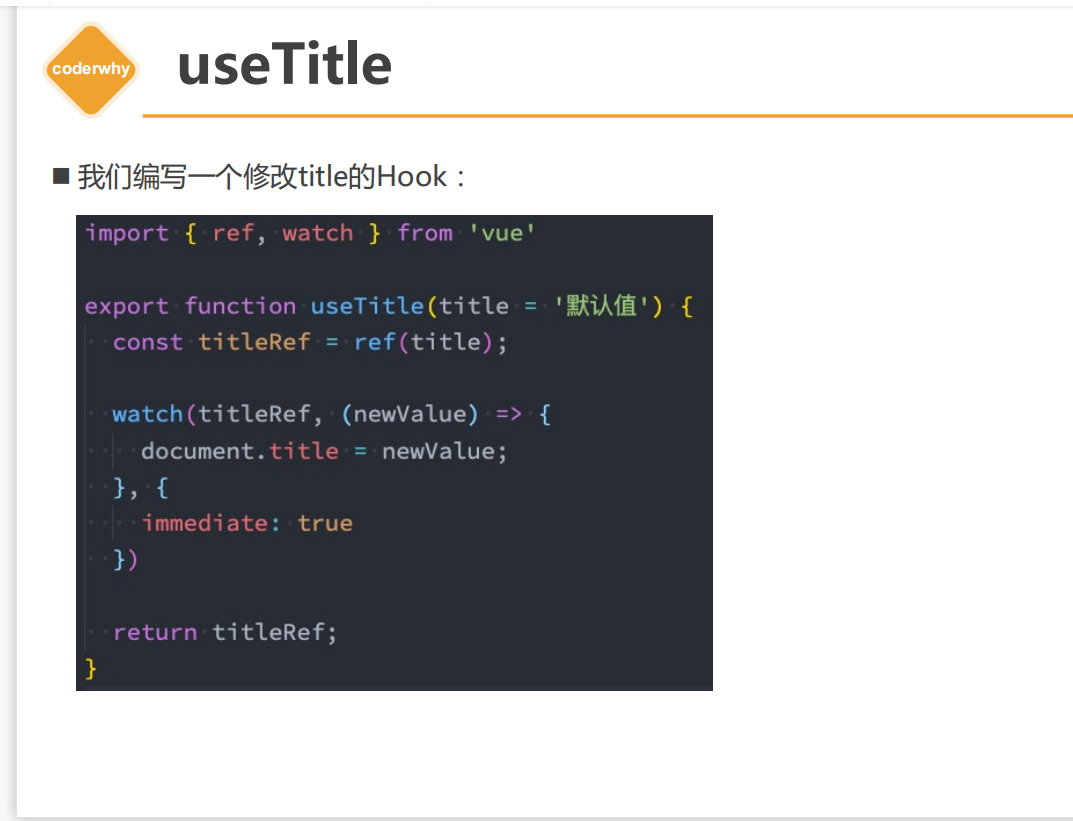 coderwhy
useTitle
我们编写一个修改title的Hook：
import { ref, watch } from 'vue'
export function useTitle(title = '默认值') {
const titleRef = ref(title);
watch(titleRef, (newValue) => {
document.title = newValue;
}, {
immediate: true
})
return titleRef;
}